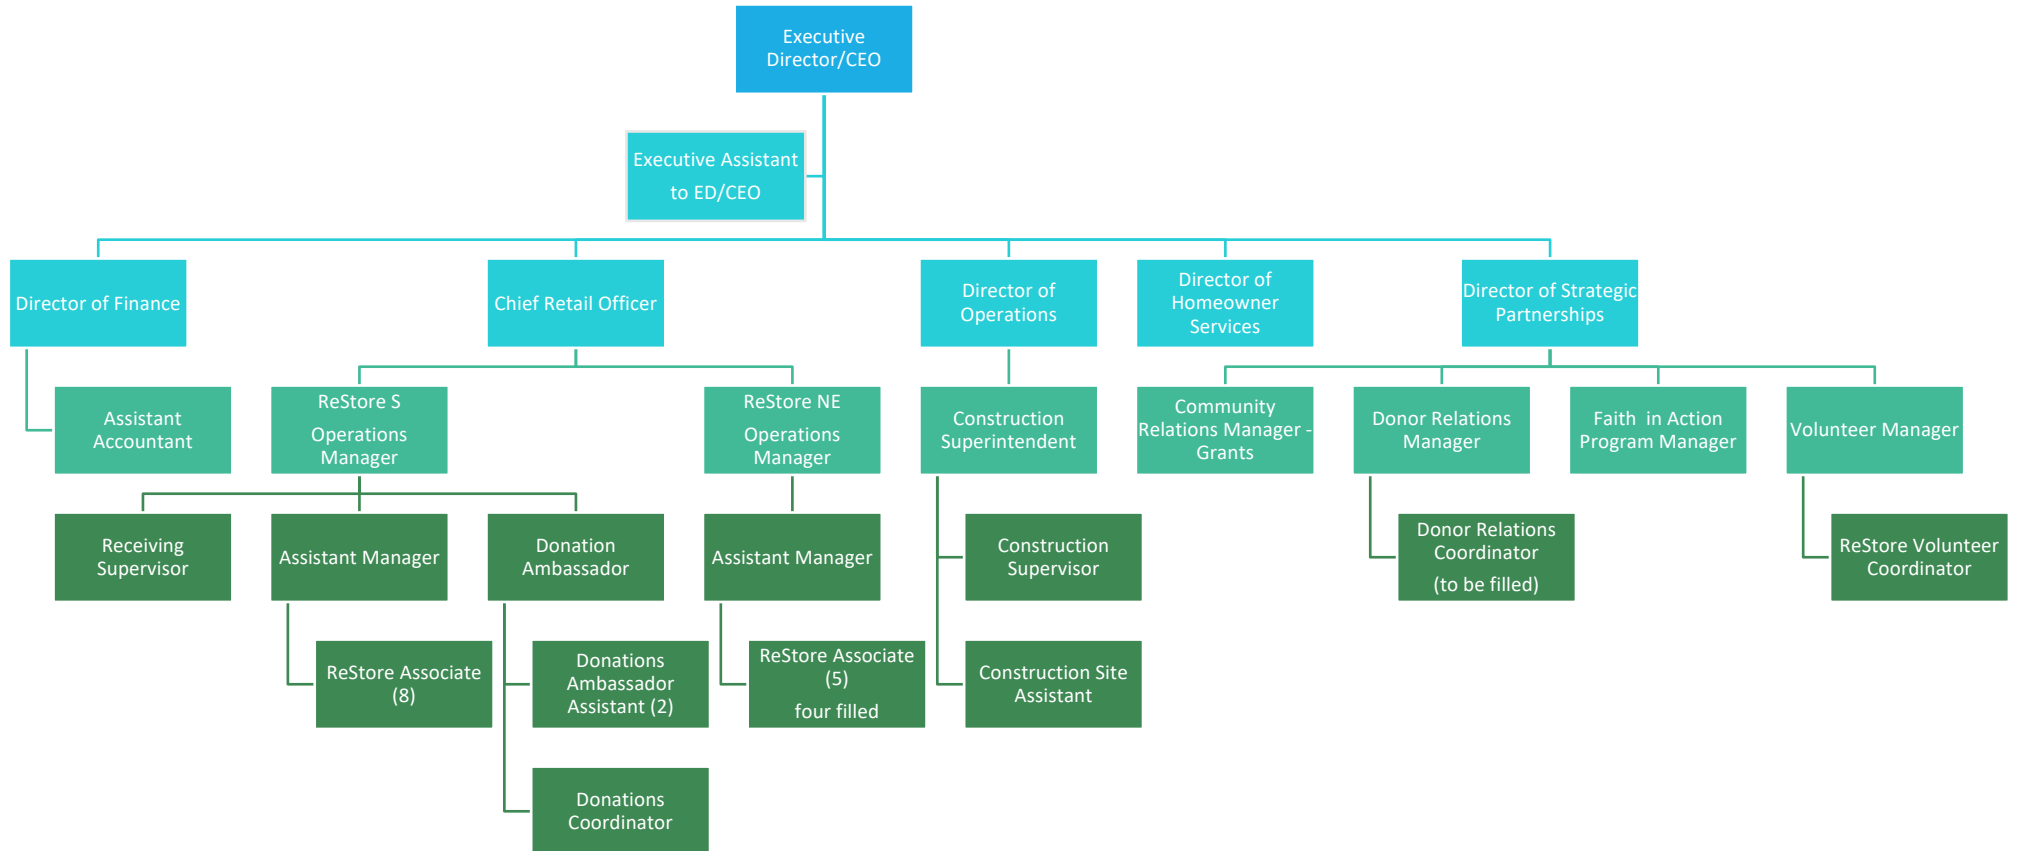 Executive
Director/CEO
Executive Assistant
to ED/CEO
Director of Finance
Chief Retail Officer
Director of
Operations
Director of
Homeowner
Services
Director of Strategic
Partnerships
Assistant
Accountant
ReStore S
Operations
Manager
ReStore NE
Operations
Manager
Construction
Superintendent
Community
Relations Manager -
Grants
Donor Relations
Manager
Faith  in Action
Program Manager
Volunteer Manager
Receiving
Supervisor
Assistant Manager
Donation
Ambassador
Assistant Manager
Construction
Supervisor
Donor Relations
Coordinator
(to be filled)
ReStore Volunteer
Coordinator
ReStore Associate
(8)
Donations
Ambassador
Assistant (2)
ReStore Associate
(5)
four filled
Construction Site
Assistant
Donations
Coordinator